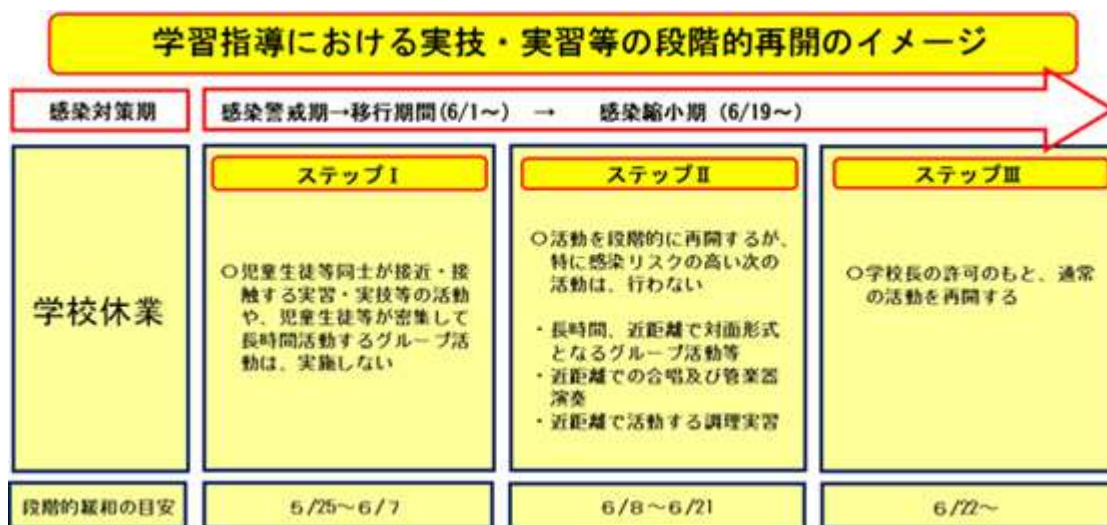 学習指導における実技・実習等の段階的再開のイメージ
感染対策期
感染警戒期→移行期間(6/1～) → 感染縮小期(6/19～)
学校休業
ステップⅠ
○児童生徒等同士が接近・接
触する実習・実技等の活動
や、児童生徒等が密集して
長時間活動するグループ活
動は、実施しない
ステップⅡ
○活動を段階的に再開するが、
特に感染リスクの高い次の
活動は、行わない
・長時間、近距離で対面形式
となるグループ活動等
・近距離での合唱及び管楽器
演奏
・近距離で活動する調理実習
ステップⅢ
○学校長の許可のもと、通常
の活動を再開する
段階的緩和の目安
5/25～6/7
6/8～6/21
6/22～